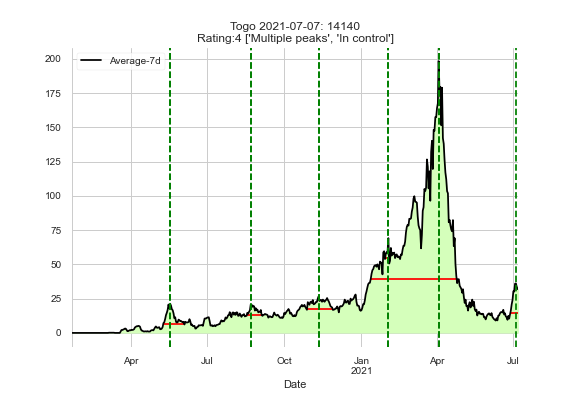 Togo 2021-07-07: 14140
Rating:4 ['Multiple peaks', 'In control']
Average-7d
200
175
150
125
100
75
50
25
0
Apr Jul Oct Jan Apr Jul
2021
Date